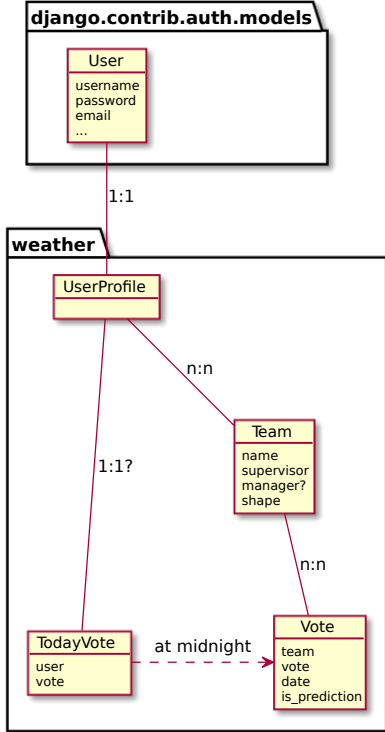 django.contrib.auth.models
User
username
password
email
...
1:1
weather
UserProfile
n:n
Team
name
supervisor
manager?
shape
1:1?
n:n
TodayVote
user
vote
at midnight
Vote
team
vote
date
is_prediction